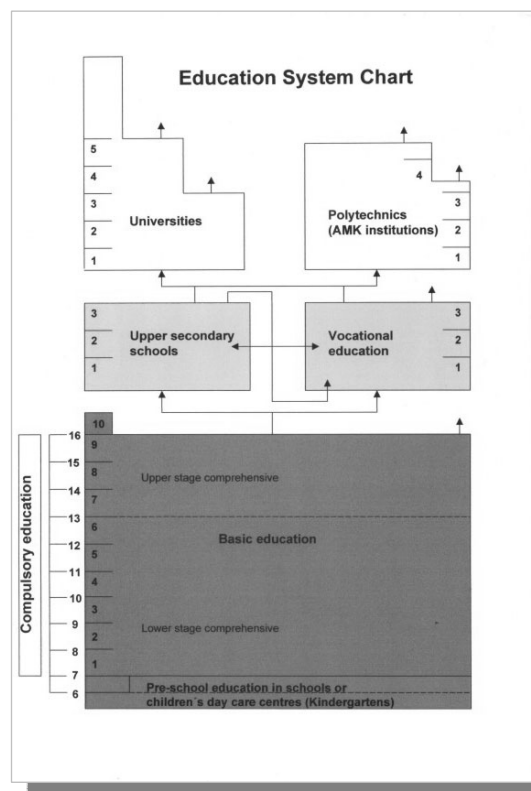 Education System Chart
5
4
3
2
1
Universities
4
3
2
1
Polytechnics
(AMK institutions)
3
2
1
Upper secondary
schools
Vocational
education
3
2
1
Compulsory education
16
15
14
13
12
11
10
9
8
7
6
10
9
8
7
6
5
4
3
2
1
Upper stage comprehensive
Basic education
Lower stage comprehensive
Pre-school education in schools or
children´s day care centres (Kindergartens)